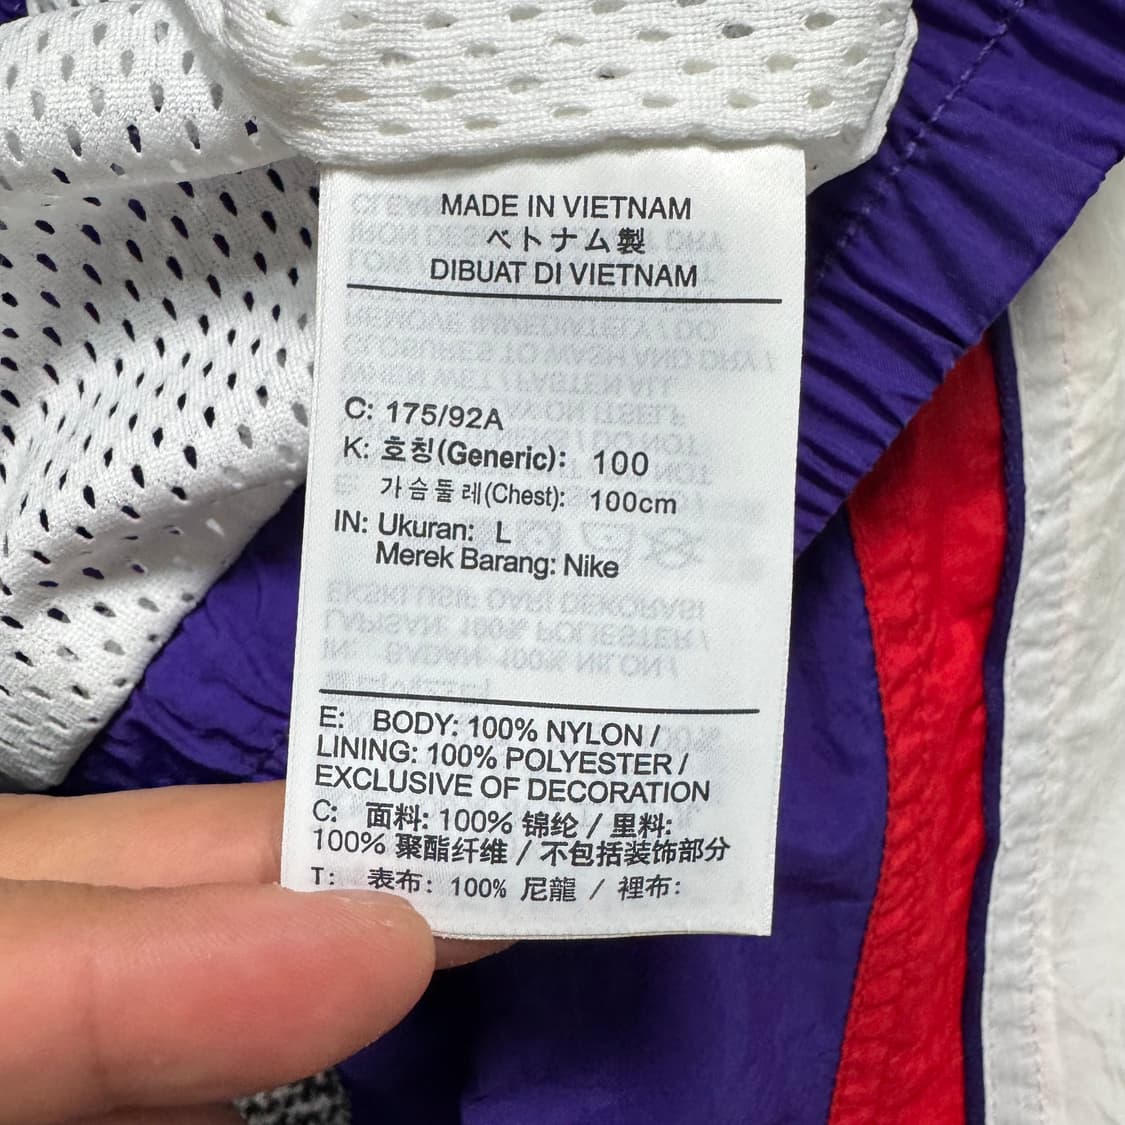 MADE IN VIETNAM
ベトナム製
DIBUAT DI VIETNAM
C: 175/92A
K: 호칭(Generic): 100
가슴둘레(Chest): 100cm
IN: Ukuran: L
Merek Barang: Nike
E: BODY: 100% NYLON /
LINING: 100% POLYESTER /
EXCLUSIVE OF DECORATION
C: 面料: 100% 锦纶 / 里料:
100% 聚酯纤维 / 不包括装饰部分
T: 表布: 100% 尼龍 / 裡布: